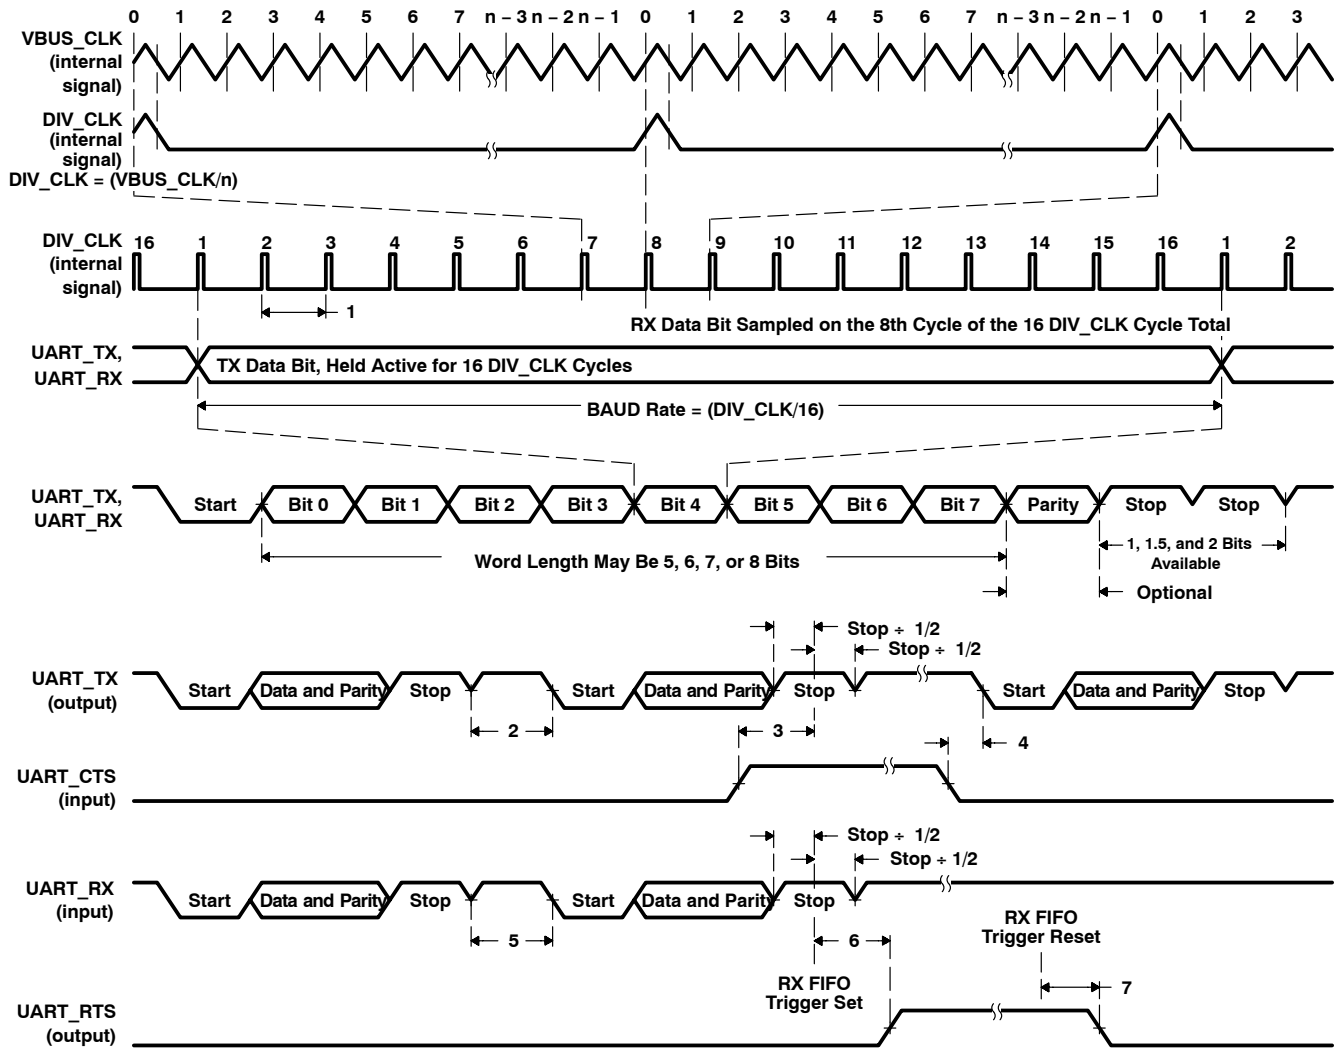 0 1 2 3 4 5 6 7 n – 3 n – 2 n – 1 0 1 2 3 4 5 6 7 n – 3 n – 2 n – 1 0 1 2 3
VBUS_CLK
(internal
signal)
DIV_CLK
(internal
signal)
DIV_CLK = (VBUS_CLK/n)
DIV_CLK
(internal
signal)
16 1 2 3 4 5 6 7 8 9 10 11 12 13 14 15 16 1 2
1
RX Data Bit Sampled on the 8th Cycle of the 16 DIV_CLK Cycle Total
UART_TX,
UART_RX
TX Data Bit, Held Active for 16 DIV_CLK Cycles
BAUD Rate = (DIV_CLK/16)
UART_TX,
UART_RX
Start Bit 0 Bit 1 Bit 2 Bit 3 Bit 4 Bit 5 Bit 6 Bit 7 Parity Stop Stop
Word Length May Be 5, 6, 7, or 8 Bits
1, 1.5, and 2 Bits
Available
Optional
Stop ÷ 1/2
Stop ÷ 1/2
UART_TX
(output)
Start Data and Parity Stop Start Data and Parity Stop Start Data and Parity Stop
2 3 4
UART_CTS
(input)
Stop ÷ 1/2
Stop ÷ 1/2
UART_RX
(input)
Start Data and Parity Stop Start Data and Parity Stop
5 6
RX FIFO
Trigger Reset
RX FIFO
Trigger Set
7
UART_RTS
(output)